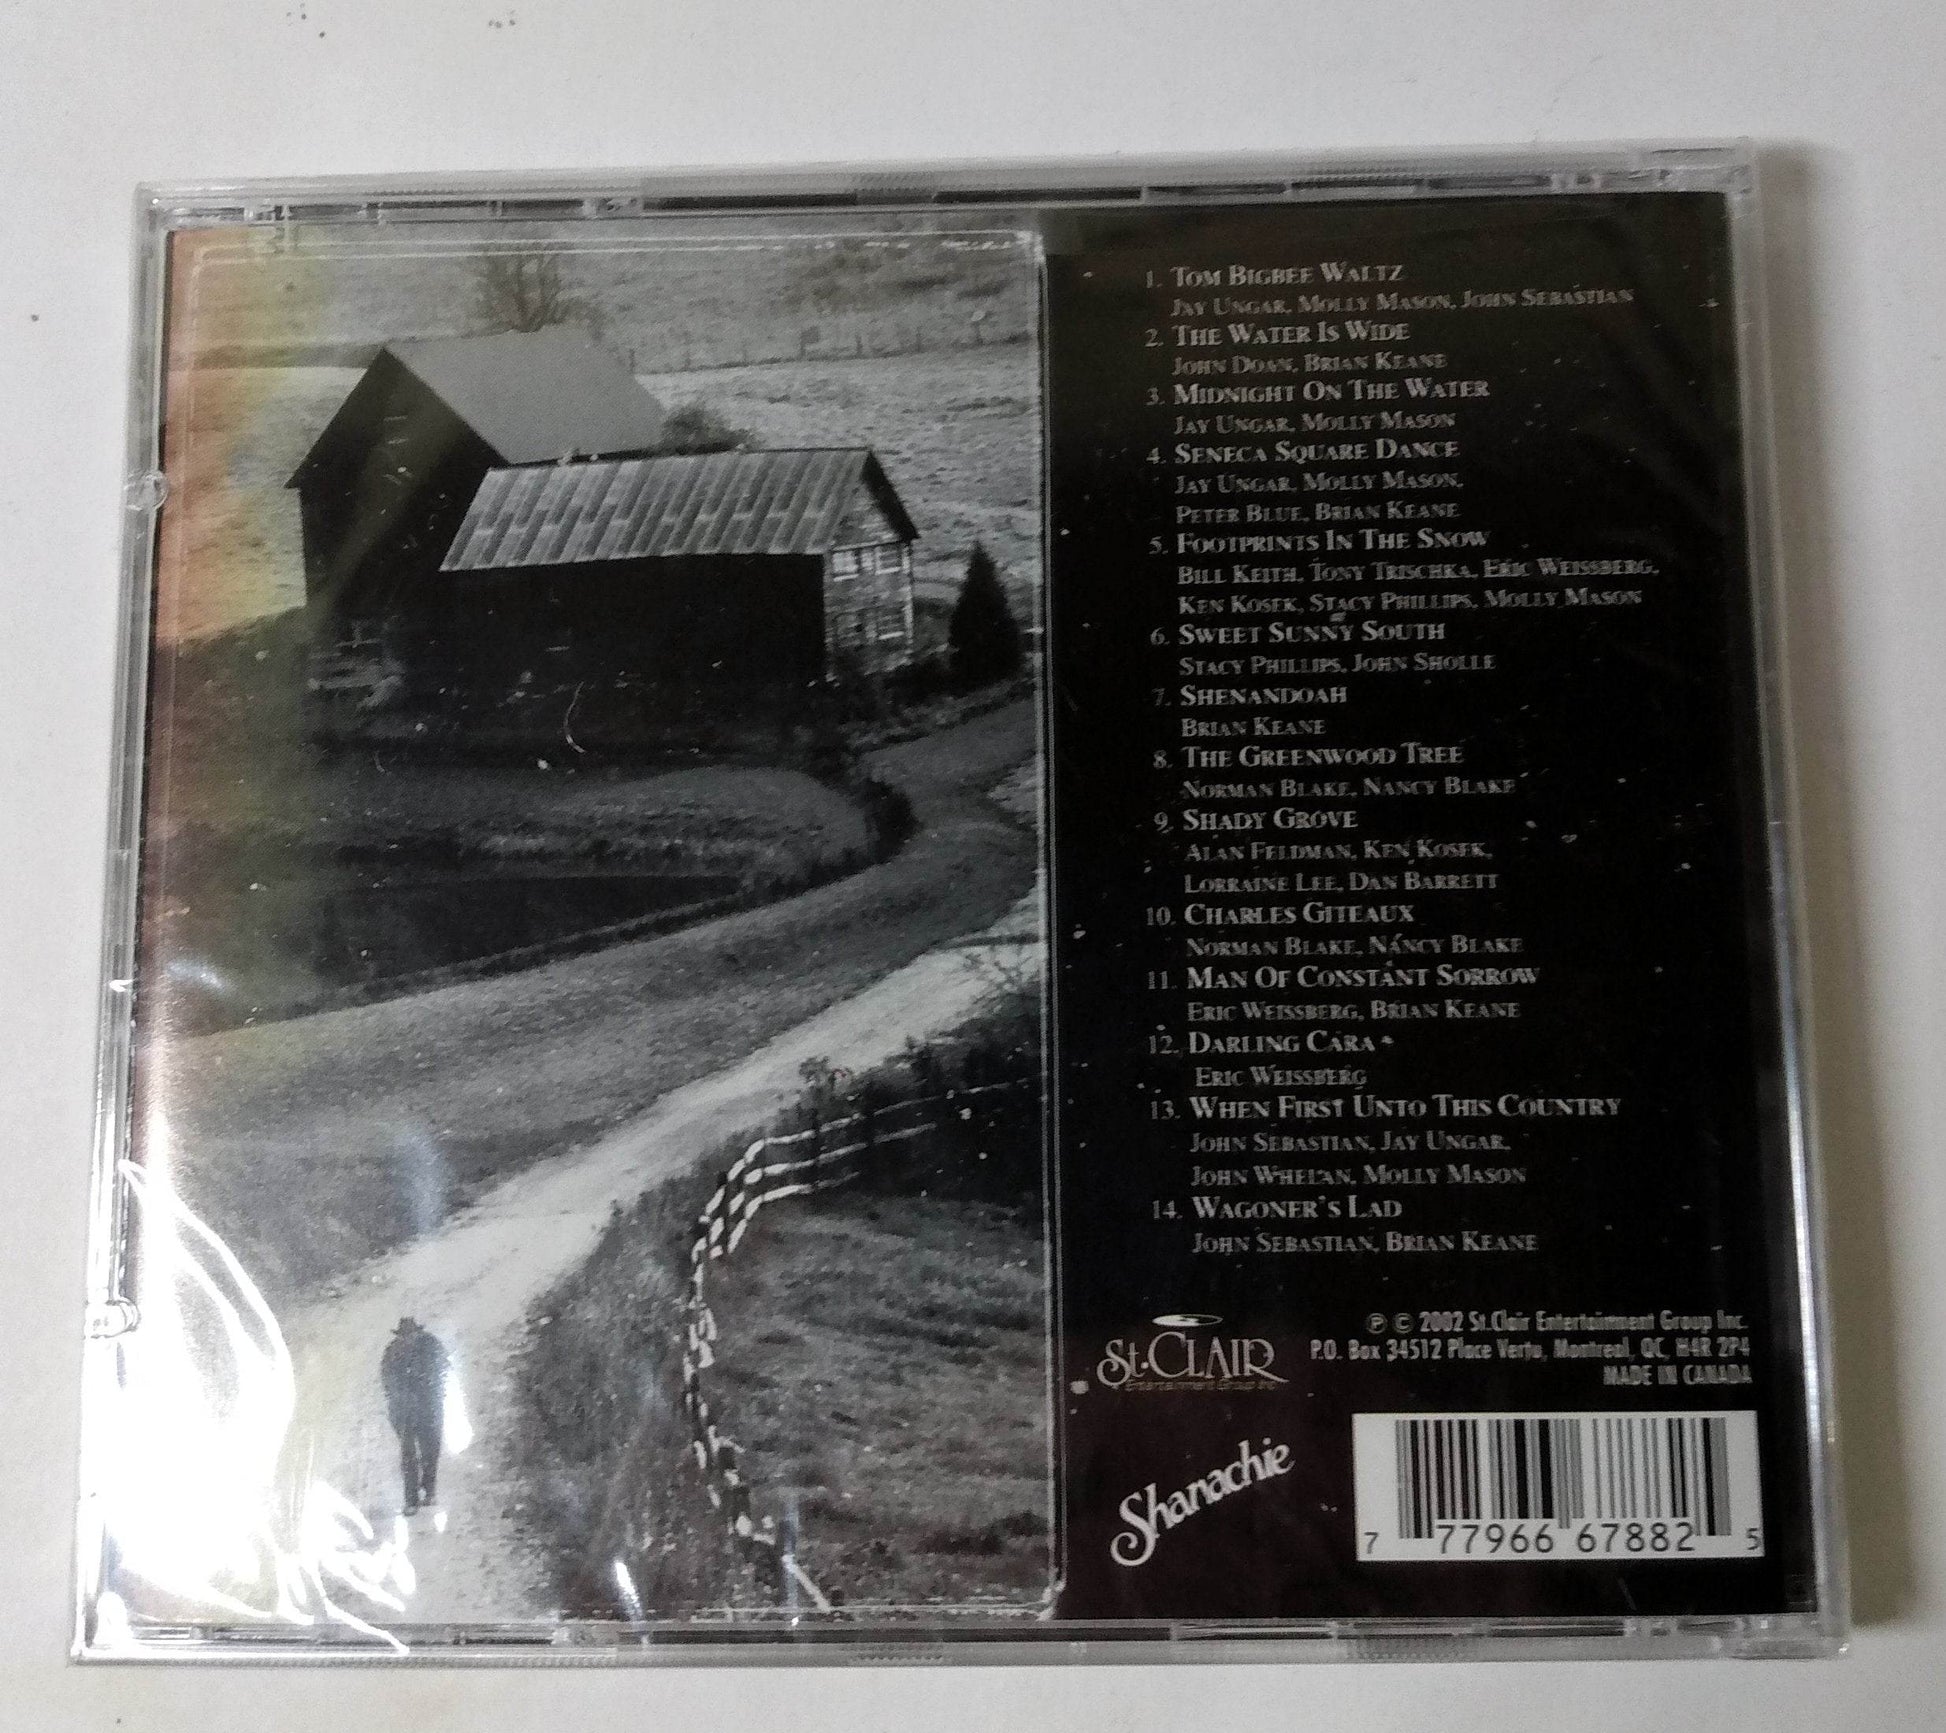 1. TOM BIGBEE WALTZ
JAY UNGAR, MOLLY MASON, JOHN SEBASTIAN
2. THE WATER IS WIDE
JOHN DOAN, BRIAN KEANE
3. MIDNIGHT ON THE WATER
JAY UNGAR, MOLLY MASON
4. SENECA SQUARE DANCE
JAY UNGAR, MOLLY MASON,
PETER BLUE, BRIAN KEANE
5. FOOTPRINTS IN THE SNOW
BILL KEITH, TONY TRISCHKA, ERIC WEISSBERG,
KEN KOSEK, STACY PHILLIPS, MOLLY MASON
6. SWEET SUNNY SOUTH
STACY PHILLIPS, JOHN SHOLLE
7. SHENANDOAH
BRIAN KEANE
8. THE GREENWOOD TREE
NORMAN BLAKE, NANCY BLAKE
9. SHADY GROVE
ALAN FELDMAN, KEN KOSEK,
LORRAINE LEE, DAN BARRETT
10. CHARLES GITEAUX
NORMAN BLAKE, NANCY BLAKE
11. MAN OF CONSTANT SORROW
ERIC WEISSBERG, BRIAN KEANE
12. DARLING CARA
ERIC WEISSBERG
13. WHEN FIRST UNTO THIS COUNTRY
JOHN SEBASTIAN, JAY UNGAR,
JOHN WHELAN, MOLLY MASON
14. WAGONER'S LAD
JOHN SEBASTIAN, BRIAN KEANE
℗ © 2002 St.Clair Entertainment Group Inc.
P.O. Box 34512 Place Vertu, Montreal, QC, H4R 2P4
MADE IN CANADA
St.CLAIR
Entertainment Group Inc
Shanachie
7 77966 67882 5